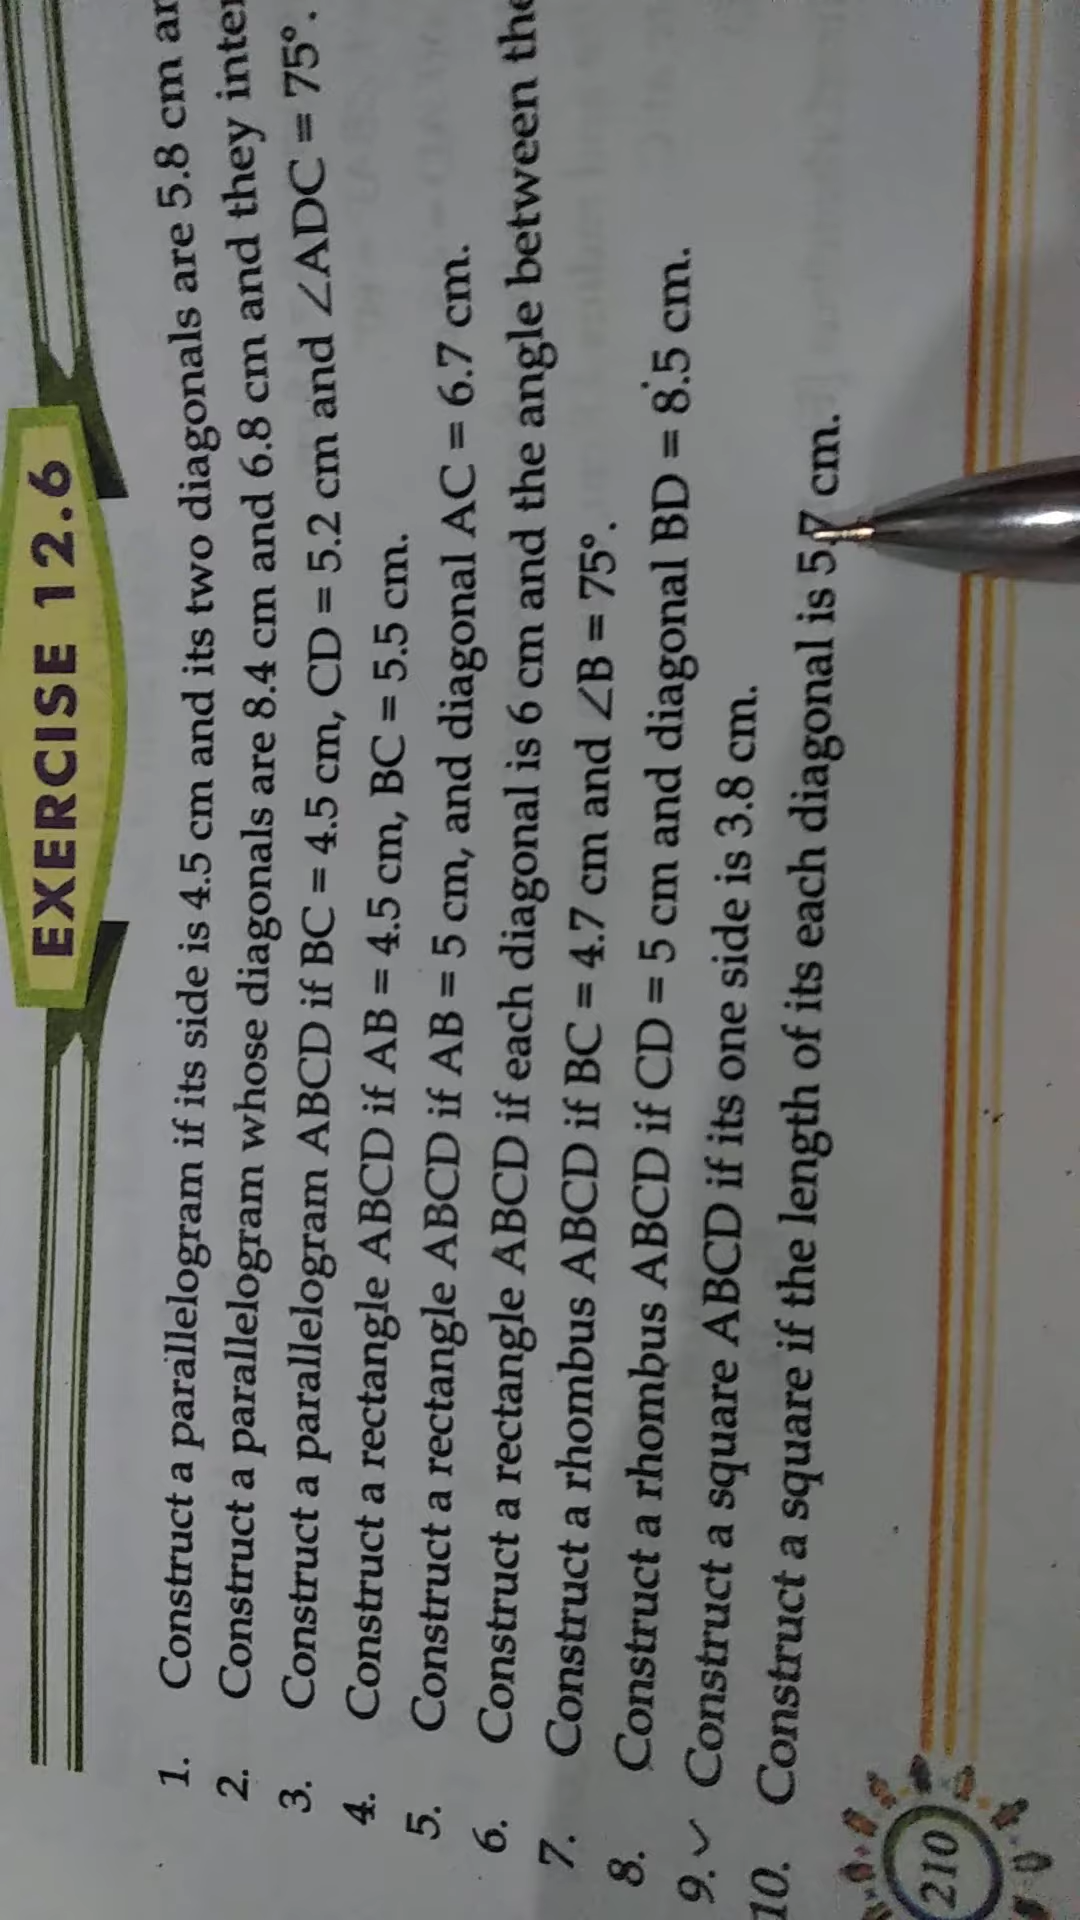 EXERCISE 12.6
1. Construct a parallelogram if its side is 4.5 cm and its two diagonals are 5.8 cm
2. Construct a parallelogram whose diagonals are 8.4 cm and 6.8 cm and they
3. Construct a parallelogram ABCD if BC = 4.5 cm, CD = 5.2 cm and ∠ADC = 75°.
4. Construct a rectangle ABCD if AB = 4.5 cm, BC = 5.5 cm.
5. Construct a rectangle ABCD if AB = 5 cm, and diagonal AC = 6.7 cm.
6. Construct a rectangle ABCD if each diagonal is 6 cm and the angle between
7. Construct a rhombus ABCD if BC = 4.7 cm and ∠B = 75°.
8. Construct a rhombus ABCD if CD = 5 cm and diagonal BD = 8.5 cm.
9. Construct a square ABCD if its one side is 3.8 cm.
10. Construct a square if the length of its each diagonal is 5.7 cm.
210